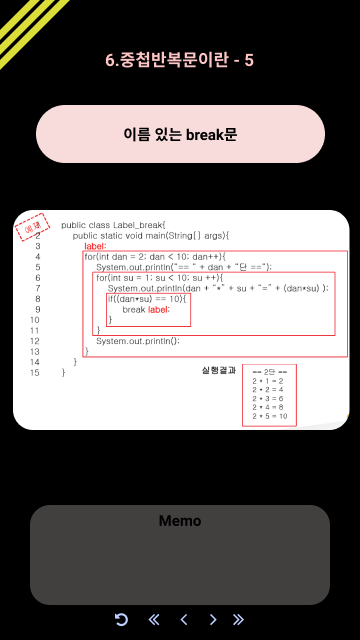 6.중첩반복문이란 - 5
이름 있는 break문
예제
1 public class Label_break{
2 public static void main(String[] args){
3 label:
4 for(int dan = 2; dan < 10; dan++){
5 System.out.println("== " + dan + "단 ==");
6 for(int su = 1; su < 10; su ++){
7 System.out.println(dan + "*" + su + "=" + (dan*su) );
8 if((dan*su) == 10){
9 break label;
10 }
11 }
12 System.out.println();
13 }
14 }
15 }
실행결과
== 2단 ==
2 * 1 = 2
2 * 2 = 4
2 * 3 = 6
2 * 4 = 8
2 * 5 = 10
Memo